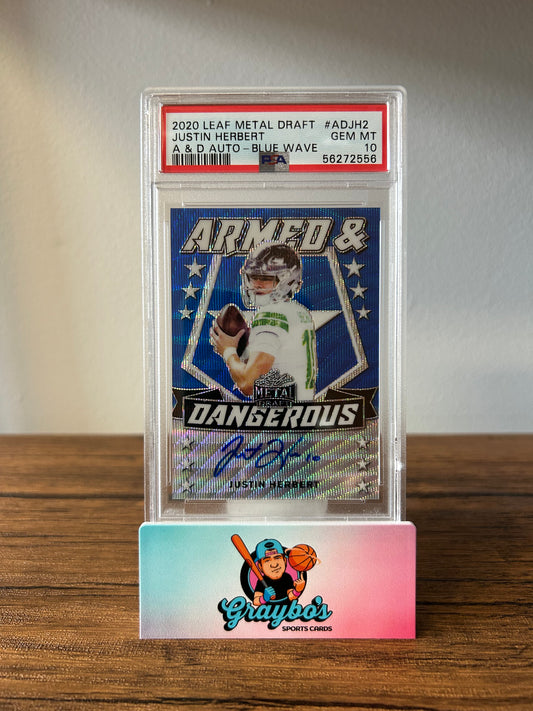 2020 LEAF METAL DRAFT #ADJH2
JUSTIN HERBERT GEM MT
A & D AUTO - BLUE WAVE 10
PSA 56272556
ARMED &
METAL
DRAFT
DANGEROUS
JUSTIN HERBERT
Graybo's
SPORTS CARDS